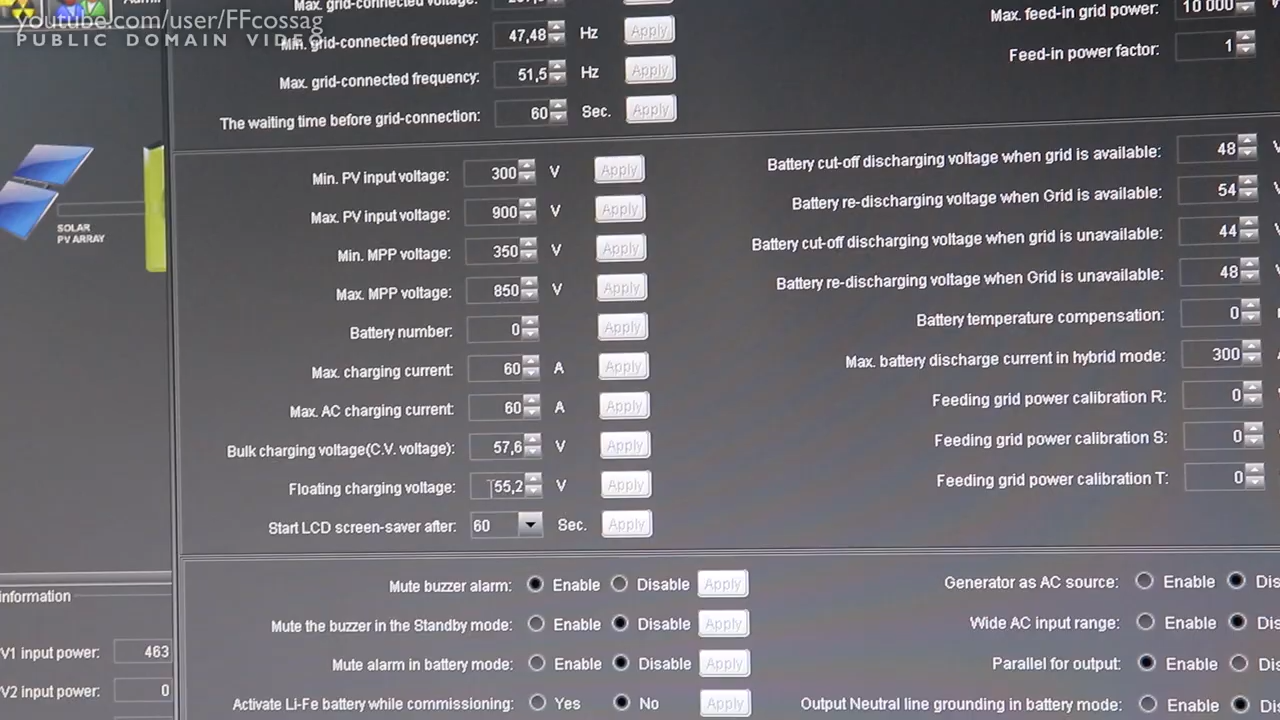 youtube.com/user/FFcossag
PUBLIC DOMAIN VIDEO
Max. grid-connected voltage:
Min. grid-connected frequency: 47,48 Hz Apply
Max. grid-connected frequency: 51,5 Hz Apply
The waiting time before grid-connection: 60 Sec. Apply
Max. feed-in grid power: 10 000
Feed-in power factor: 1
SOLAR
PV ARRAY
Min. PV input voltage: 300 V Apply
Max. PV input voltage: 900 V Apply
Min. MPP voltage: 350 V Apply
Max. MPP voltage: 850 V Apply
Battery number: 0 Apply
Max. charging current: 60 A Apply
Max. AC charging current: 60 A Apply
Bulk charging voltage(C.V. voltage): 57,6 V Apply
Floating charging voltage: 55,2 V Apply
Start LCD screen-saver after: 60 Sec. Apply
Battery cut-off discharging voltage when grid is available: 48
Battery re-discharging voltage when Grid is available: 54
Battery cut-off discharging voltage when grid is unavailable: 44
Battery re-discharging voltage when Grid is unavailable: 48
Battery temperature compensation: 0
Max. battery discharge current in hybrid mode: 300
Feeding grid power calibration R: 0
Feeding grid power calibration S: 0
Feeding grid power calibration T: 0
information
V1 input power: 463
V2 input power: 0
Mute buzzer alarm: Enable Disable Apply
Mute the buzzer in the Standby mode: Enable Disable Apply
Mute alarm in battery mode: Enable Disable Apply
Activate Li-Fe battery while commissioning: Yes No Apply
Generator as AC source: Enable Dis
Wide AC input range: Enable Dis
Parallel for output: Enable Dis
Output Neutral line grounding in battery mode: Enable Dis